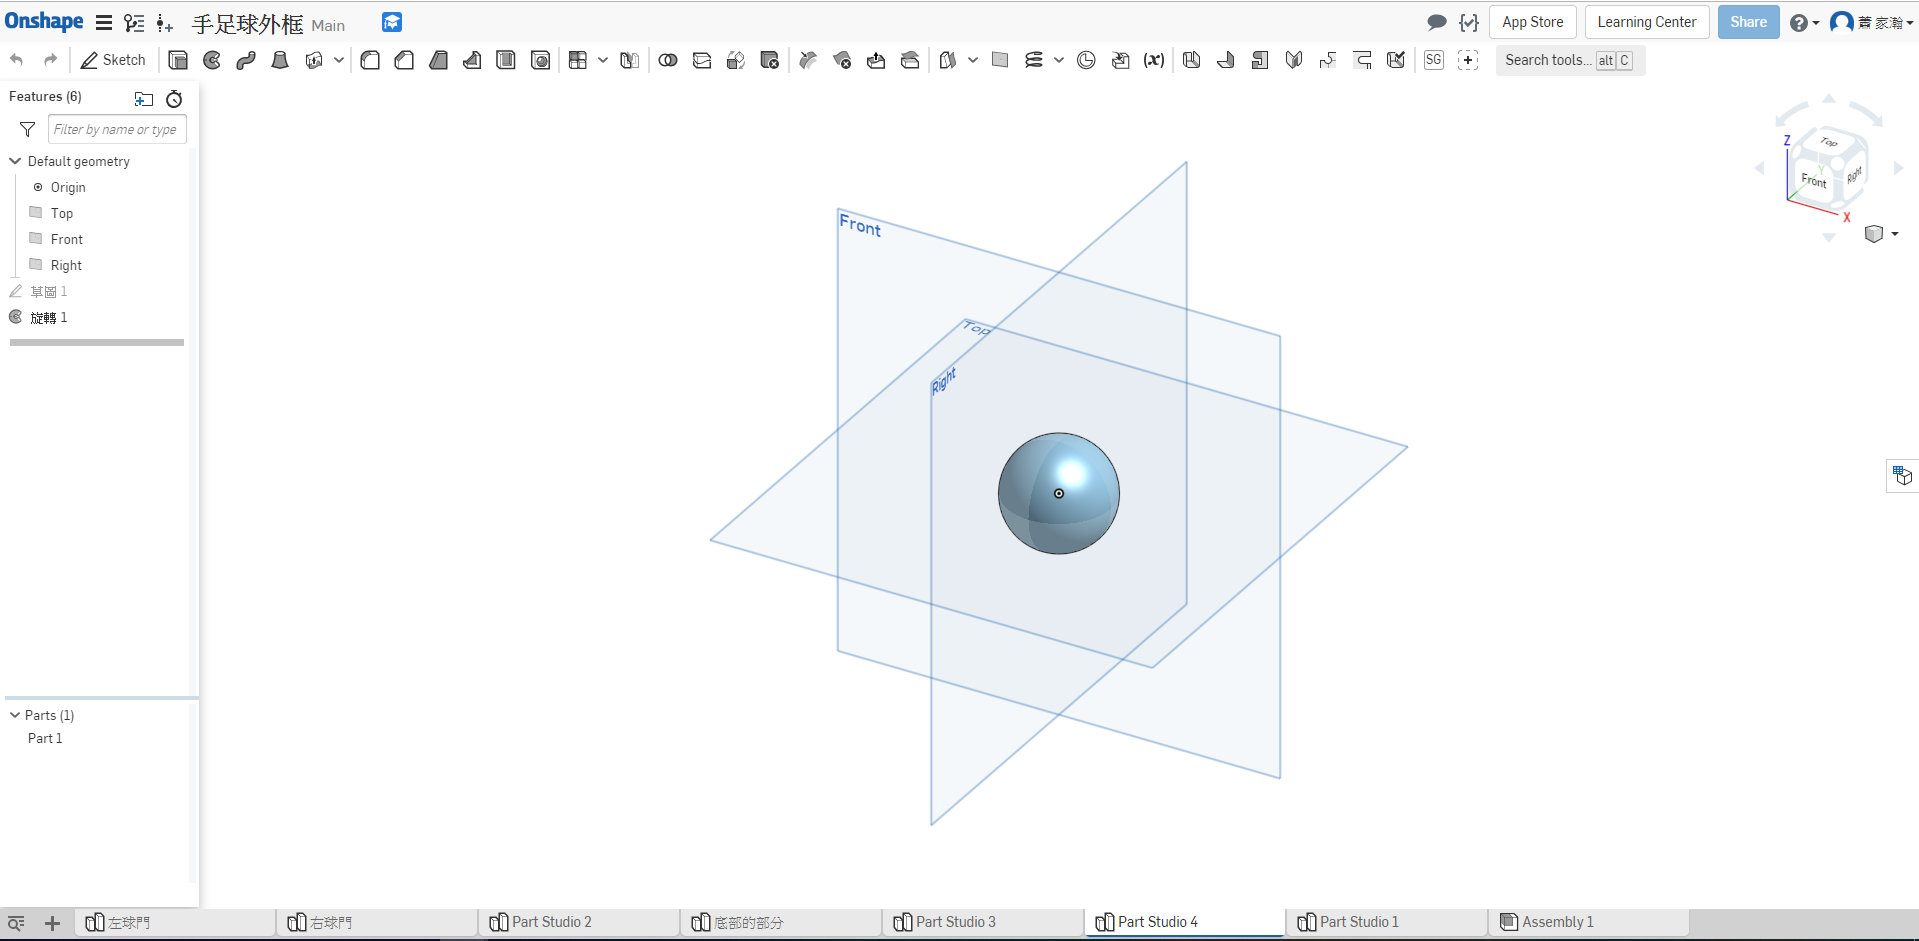 Onshape
手足球外框 Main
App Store
Learning Center
Share
蕭 家瀚
Sketch
SG
Search tools... alt C
Features (6)
Filter by name or type
Default geometry
Origin
Top
Front
Right
草圖 1
旋轉 1
Parts (1)
Part 1
Front
Top
Right
Z
Top
Y
Front
Right
X
左球門
右球門
Part Studio 2
底部的部分
Part Studio 3
Part Studio 4
Part Studio 1
Assembly 1